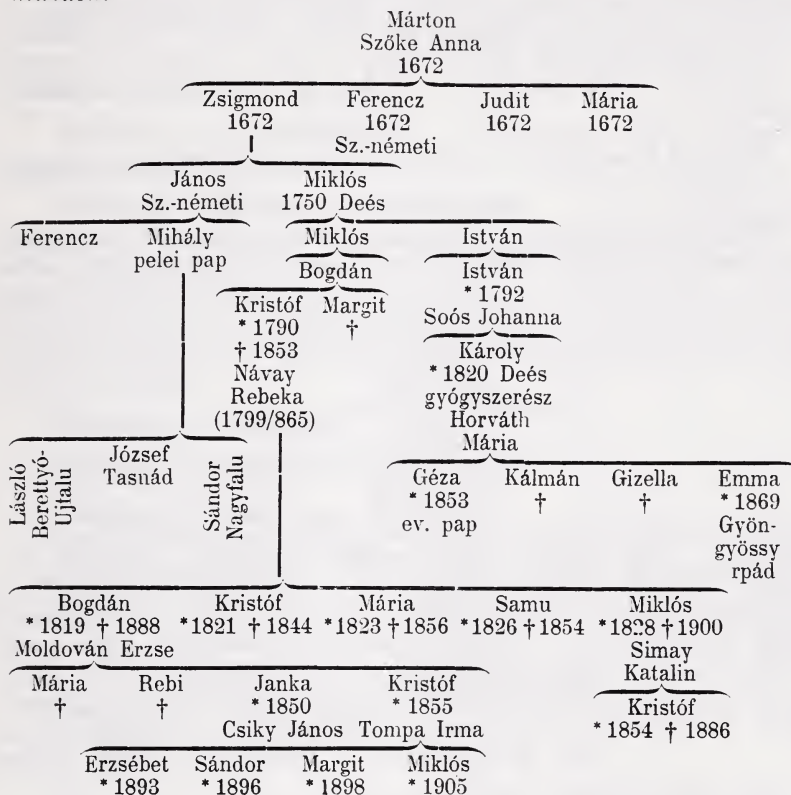 Márton
Szőke Anna
1672
Zsigmond Ferencz Judit Mária
1672 1672 1672 1672
Sz.-németi
János Miklós
Sz.-németi 1750 Deés
Ferencz Mihály Miklós István
pelei pap Bogdán István
Kristóf Margit * 1792
* 1790 † Soós Johanna
† 1853 Károly
Návay * 1820 Deés
Rebeka gyógyszerész
(1799/865) Horváth
Mária
László
Berettyó-
Ujtalu
József
Tasnád
Sándor
Nagyfalu
Géza Kálmán Gizella Emma
* 1853 † † * 1869
ev. pap Gyön-
gyössy
rpád
Bogdán Kristóf Mária Samu Miklós
* 1819 † 1888 *1821 † 1844 *1823 † 1856 *1826 † 1854 *1828 † 1900
Moldován Erzse Simay
Katalin
Mária Rebi Janka Kristóf Kristóf
† † * 1850 * 1855 * 1854 † 1886
Csiky János Tompa Irma
Erzsébet Sándor Margit Miklós
* 1893 * 1896 * 1898 * 1905